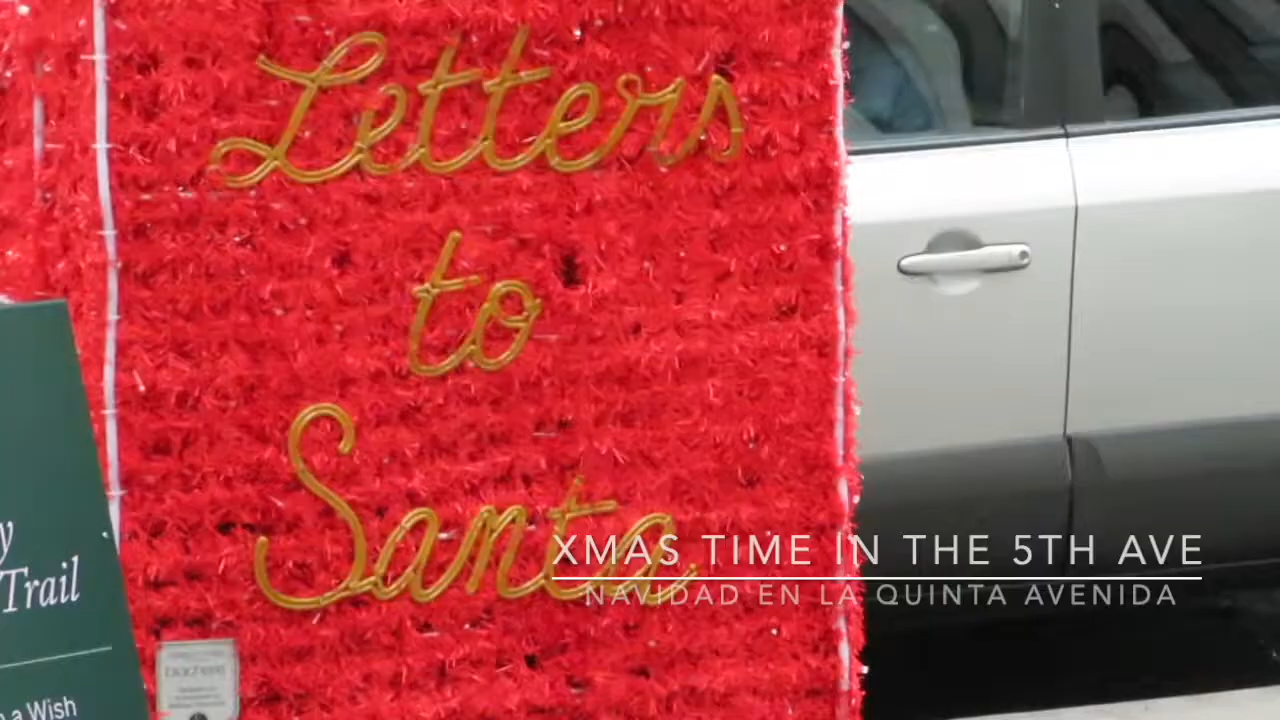 Letters
to
Santa
y
Trail
a Wish
XMAS TIME IN THE 5TH AVE
NAVIDAD EN LA QUINTA AVENIDA